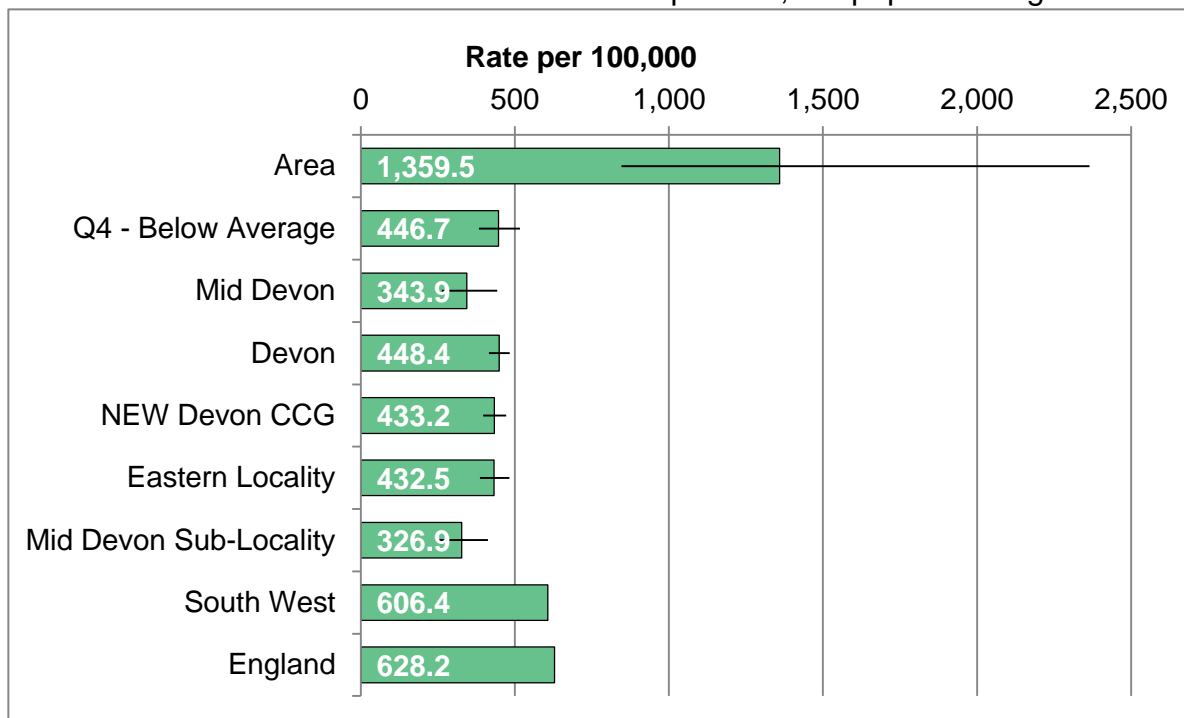 Rate per 100,000
0 500 1,000 1,500 2,000 2,500
Area 1,359.5
Q4 - Below Average 446.7
Mid Devon 343.9
Devon 448.4
NEW Devon CCG 433.2
Eastern Locality 432.5
Mid Devon Sub-Locality 326.9
South West 606.4
England 628.2